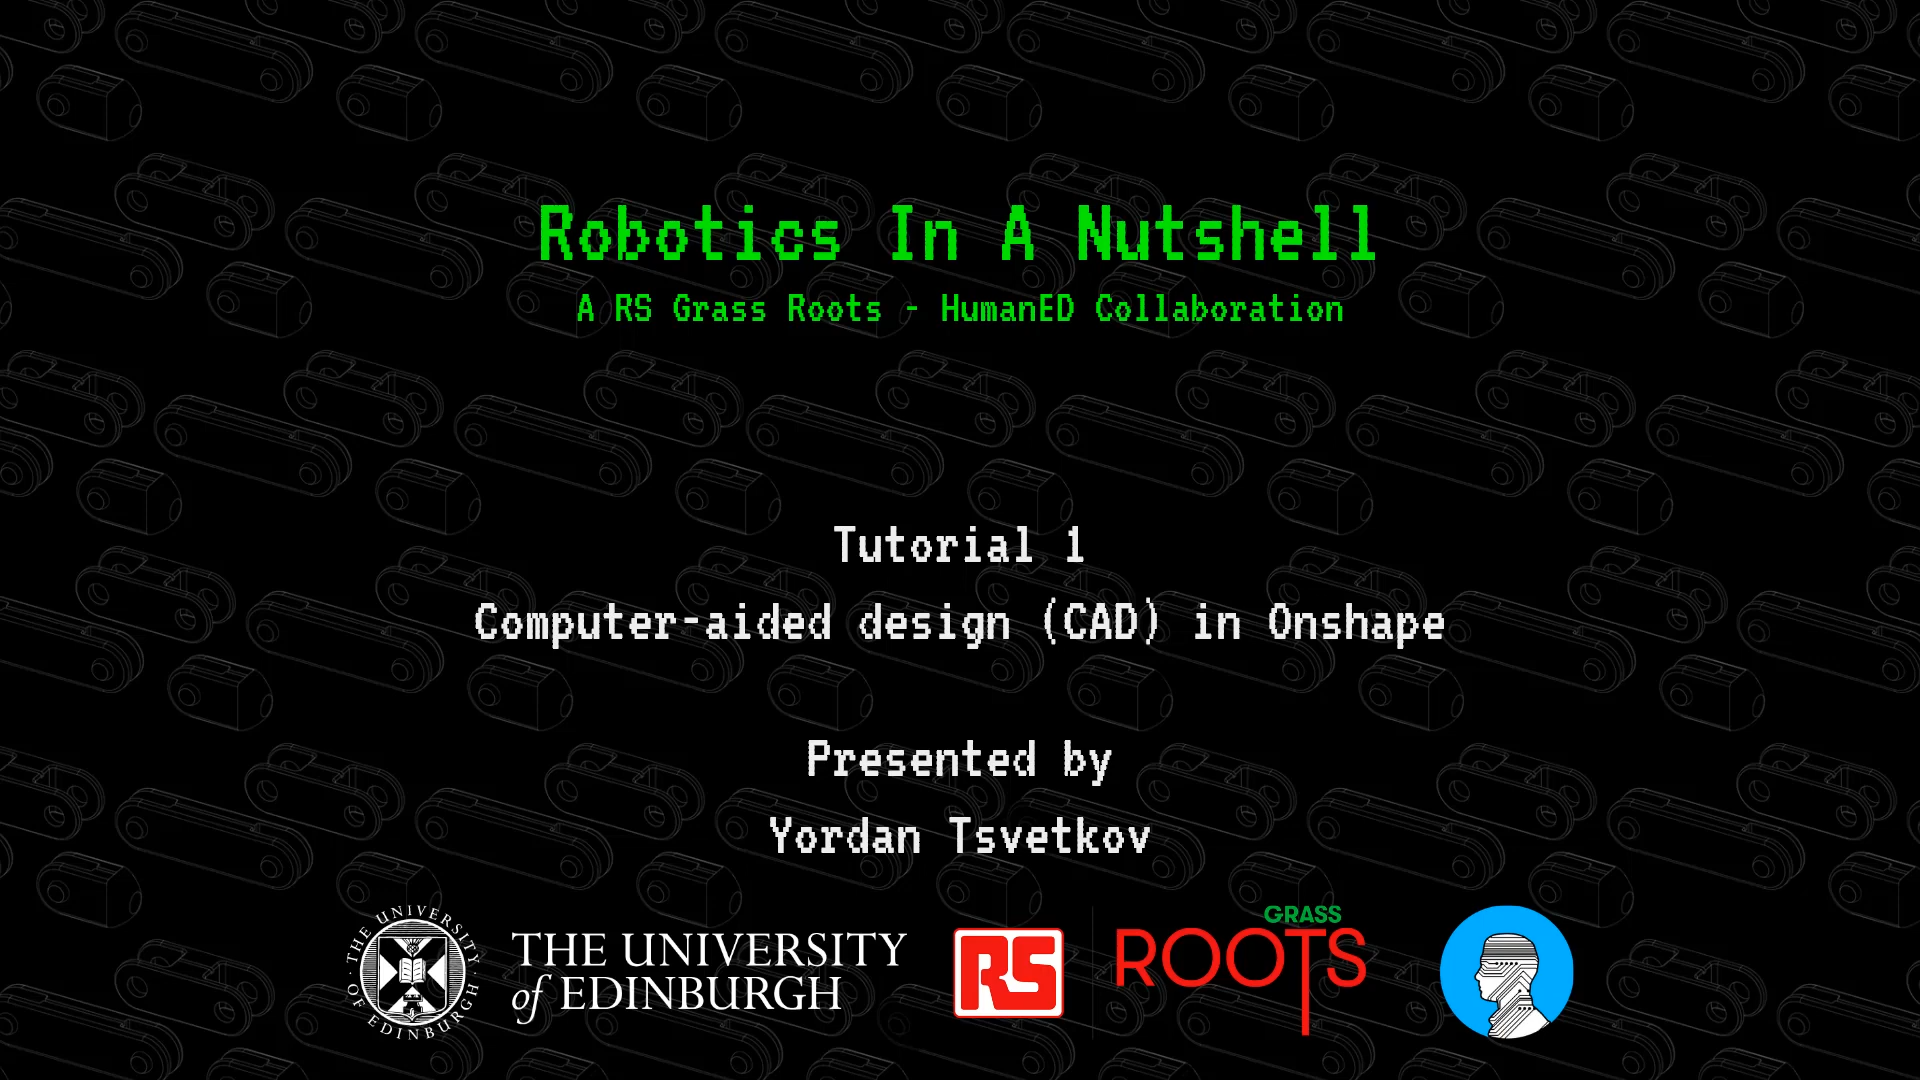 Robotics In A Nutshell
A RS Grass Roots - HumanED Collaboration
Tutorial 1
Computer-aided design (CAD) in Onshape
Presented by
Yordan Tsvetkov
THE UNIVERSITY OF EDINBURGH
THE UNIVERSITY
of EDINBURGH
RS
GRASS
ROOTS